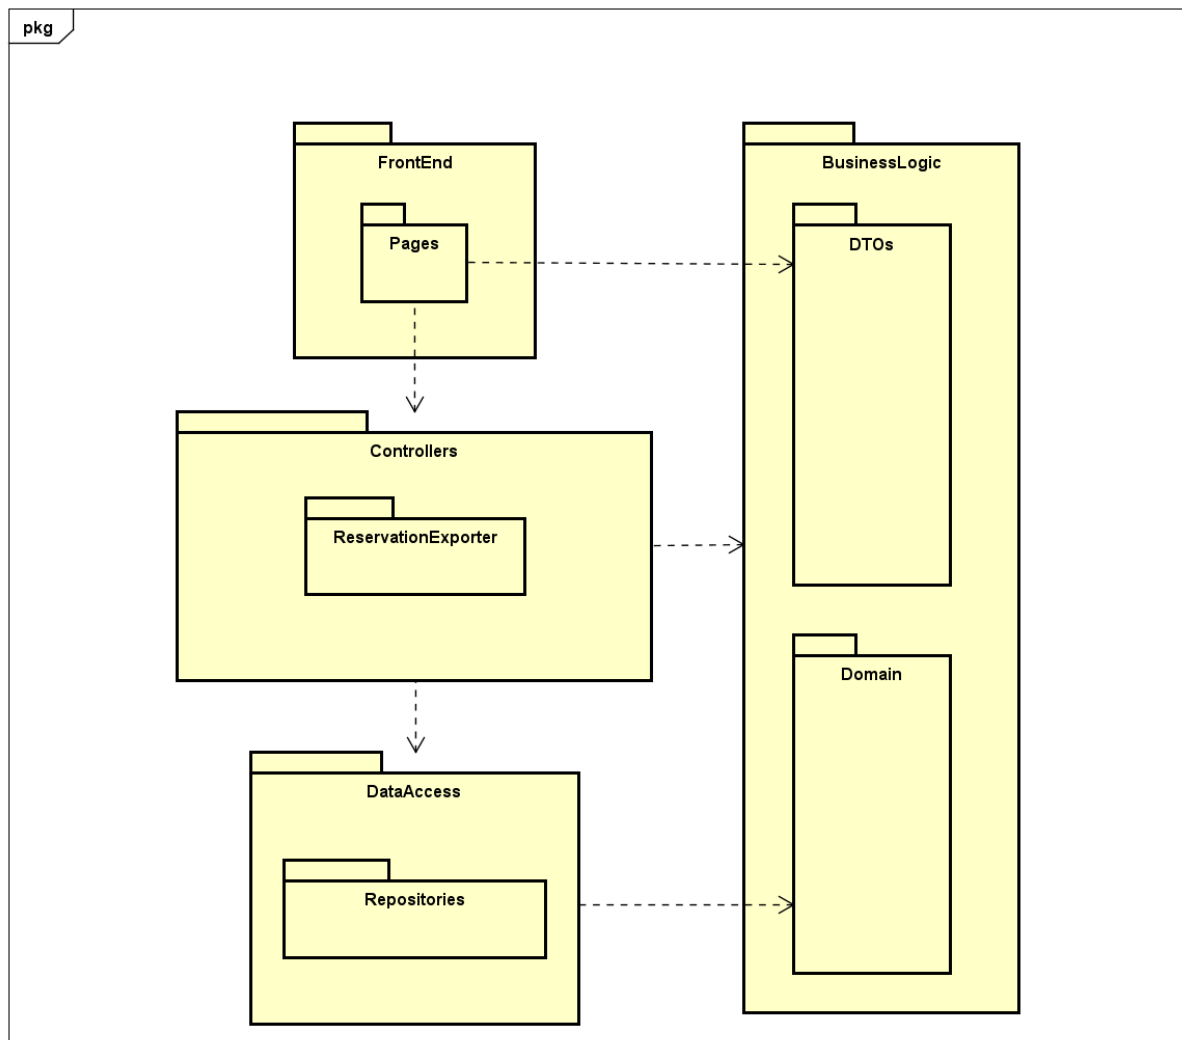 pkg
FrontEnd
BusinessLogic
Pages
DTOs
Controllers
ReservationExporter
Domain
DataAccess
Repositories